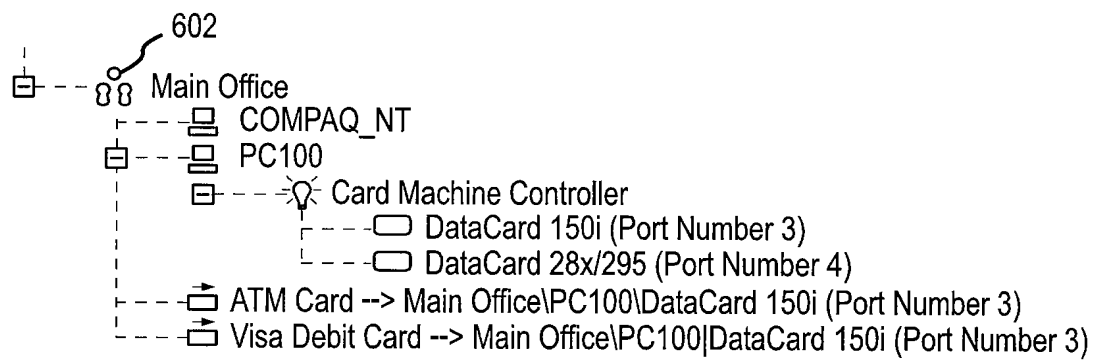 602
Main Office
COMPAQ_NT
PC100
Card Machine Controller
DataCard 150i (Port Number 3)
DataCard 28x/295 (Port Number 4)
ATM Card --> Main Office\PC100\DataCard 150i (Port Number 3)
Visa Debit Card --> Main Office\PC100|DataCard 150i (Port Number 3)